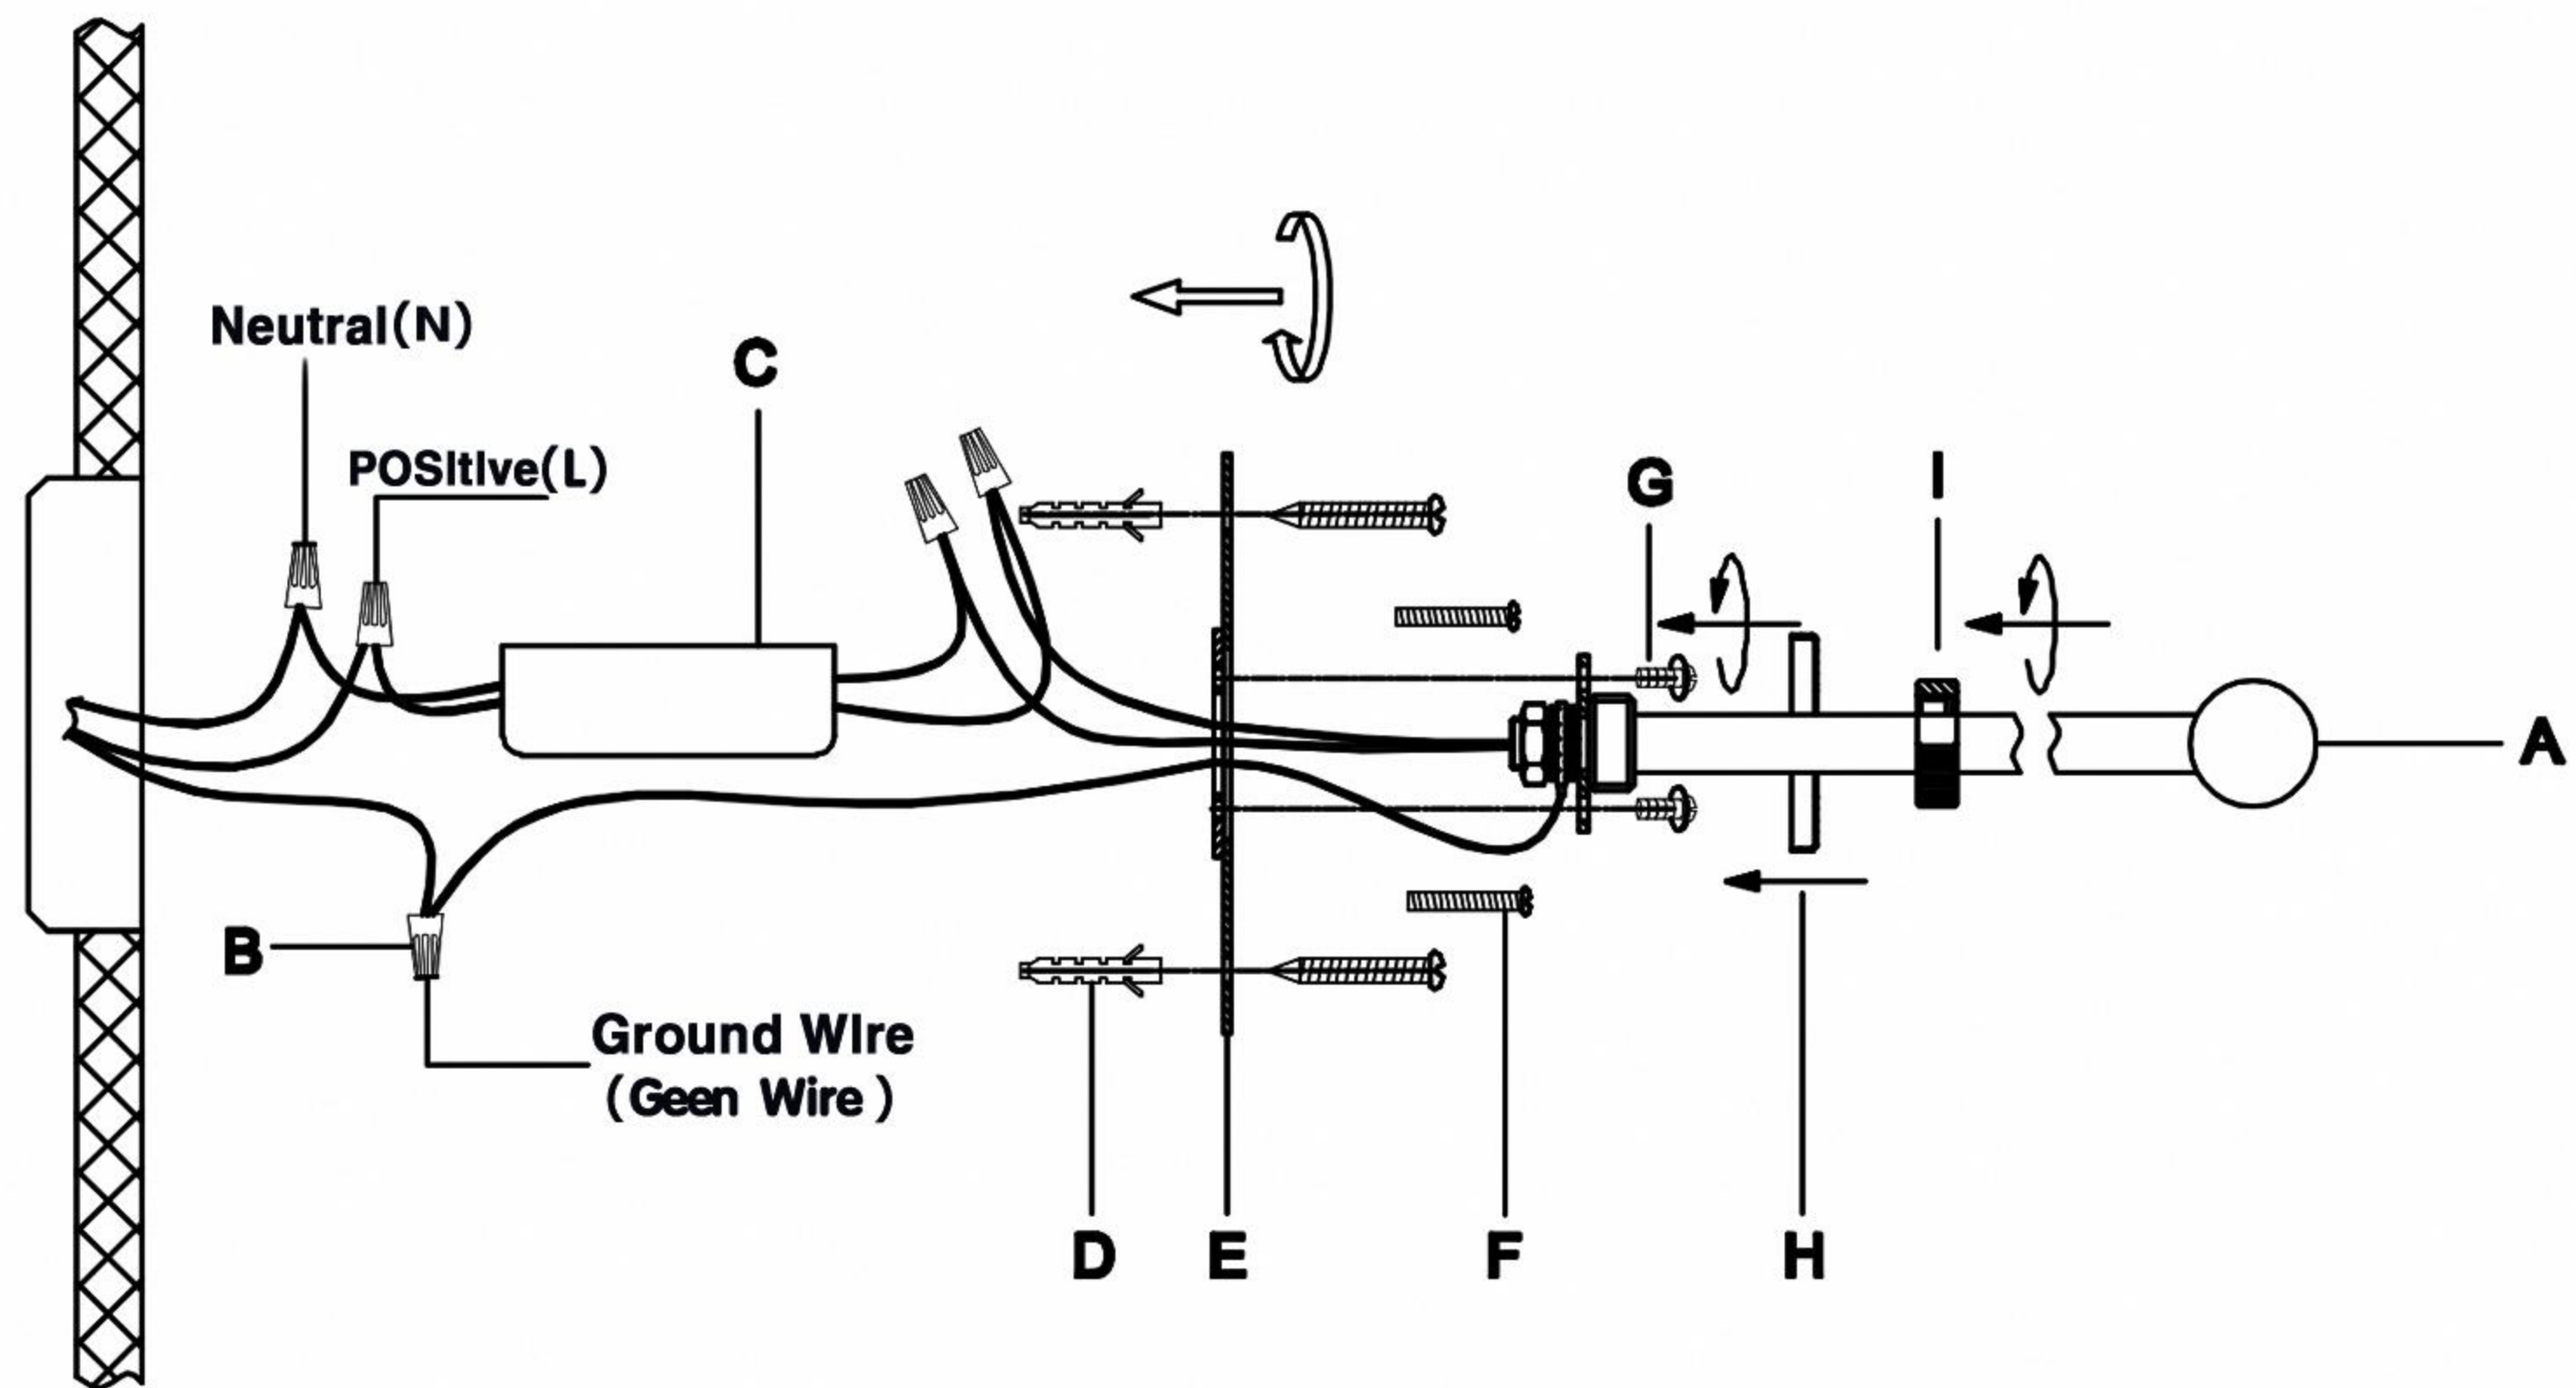 Neutral(N)
POSItIve(L)
C
G
I
A
B
Ground WIre
(Geen Wire )
D
E
F
H